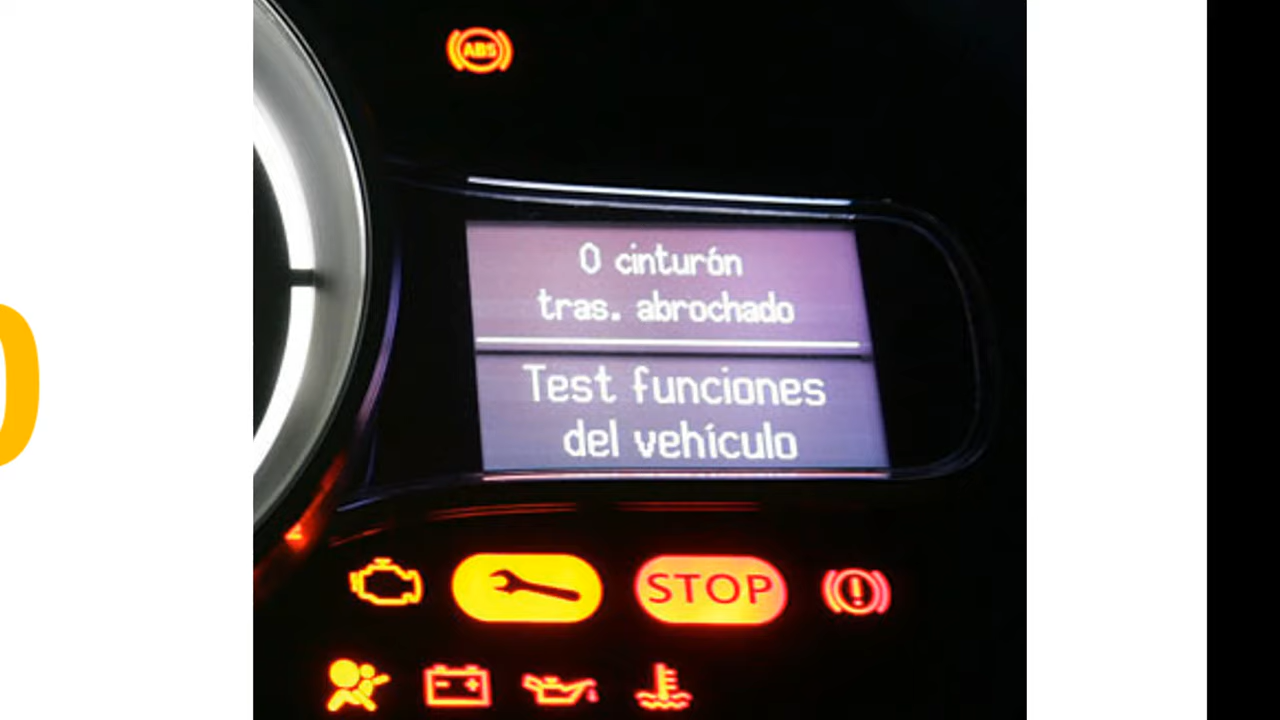 ABS
0 cinturón
tras. abrochado
Test funciones
del vehículo
STOP